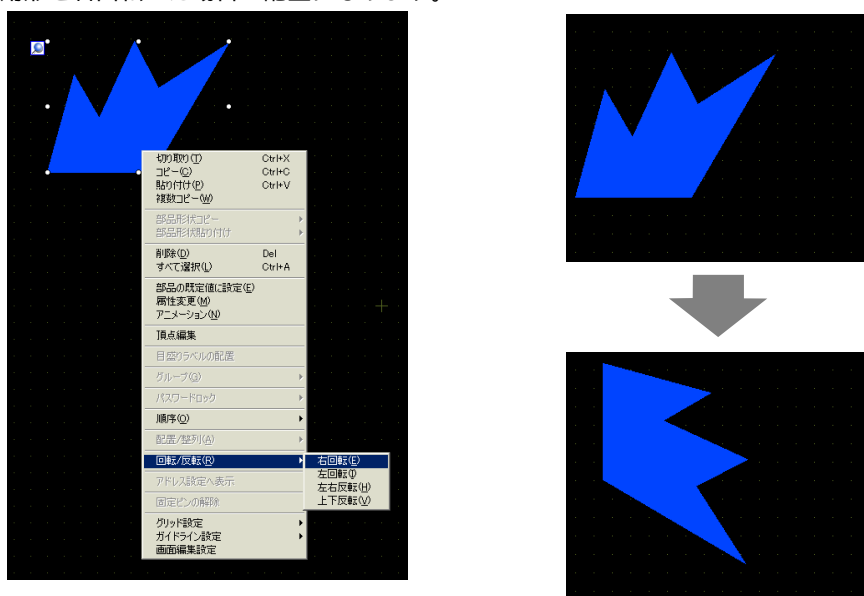 切り取り(T) Ctrl+X
コピー(C) Ctrl+C
貼り付け(P) Ctrl+V
複数コピー(W)
部品形状コピー
部品形状貼り付け
削除(D) Del
すべて選択(L) Ctrl+A
部品の既定値に設定(E)
属性変更(M)
アニメーション(N)
頂点編集
目盛りラベルの配置
グループ(G)
パスワードロック
順序(O)
配置/整列(A)
回転/反転(R)
アドレス設定へ表示
固定ピンの解除
グリッド設定
ガイドライン設定
画面編集設定
右回転(E)
左回転(I)
左右反転(H)
上下反転(V)